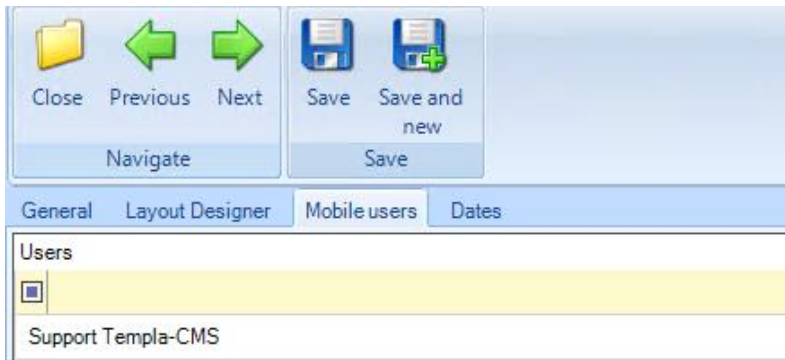 Close Previous Next Save Save and
new
Navigate Save
General Layout Designer Mobile users Dates
Users
Support Templa-CMS